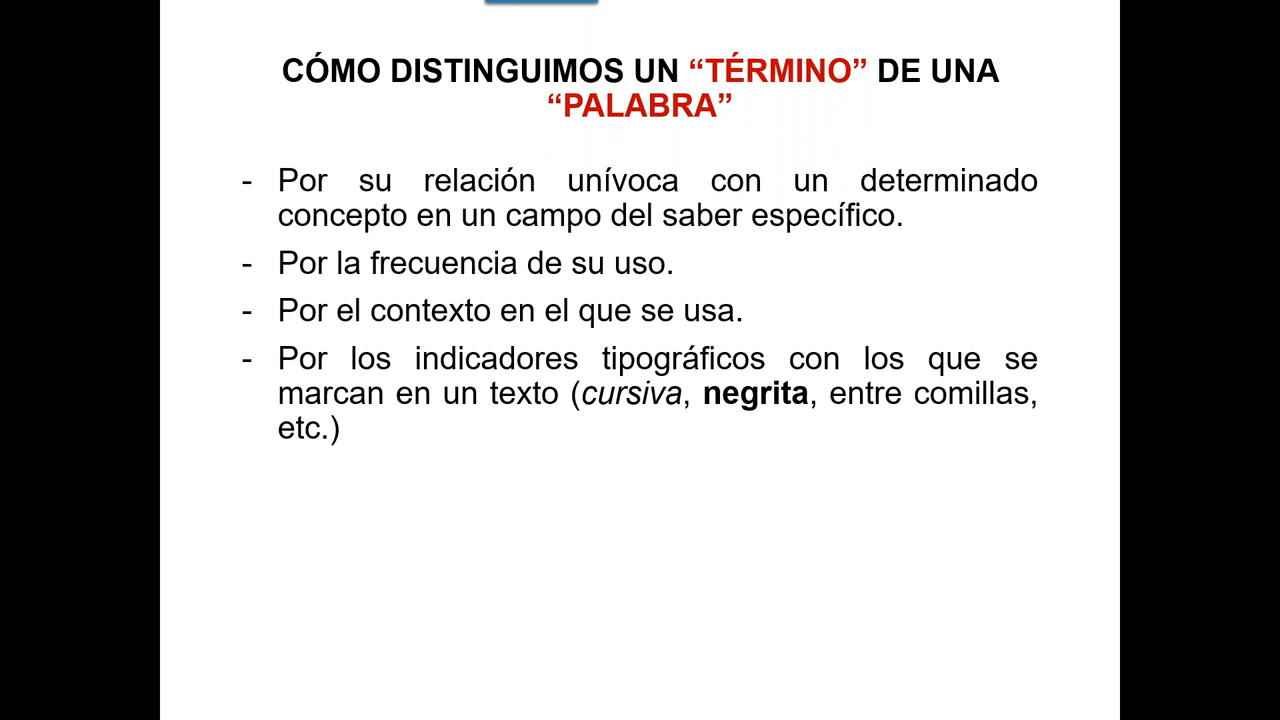 CÓMO DISTINGUIMOS UN “TÉRMINO” DE UNA
“PALABRA”
- Por su relación unívoca con un determinado
concepto en un campo del saber específico.
- Por la frecuencia de su uso.
- Por el contexto en el que se usa.
- Por los indicadores tipográficos con los que se
marcan en un texto (cursiva, negrita, entre comillas,
etc.)